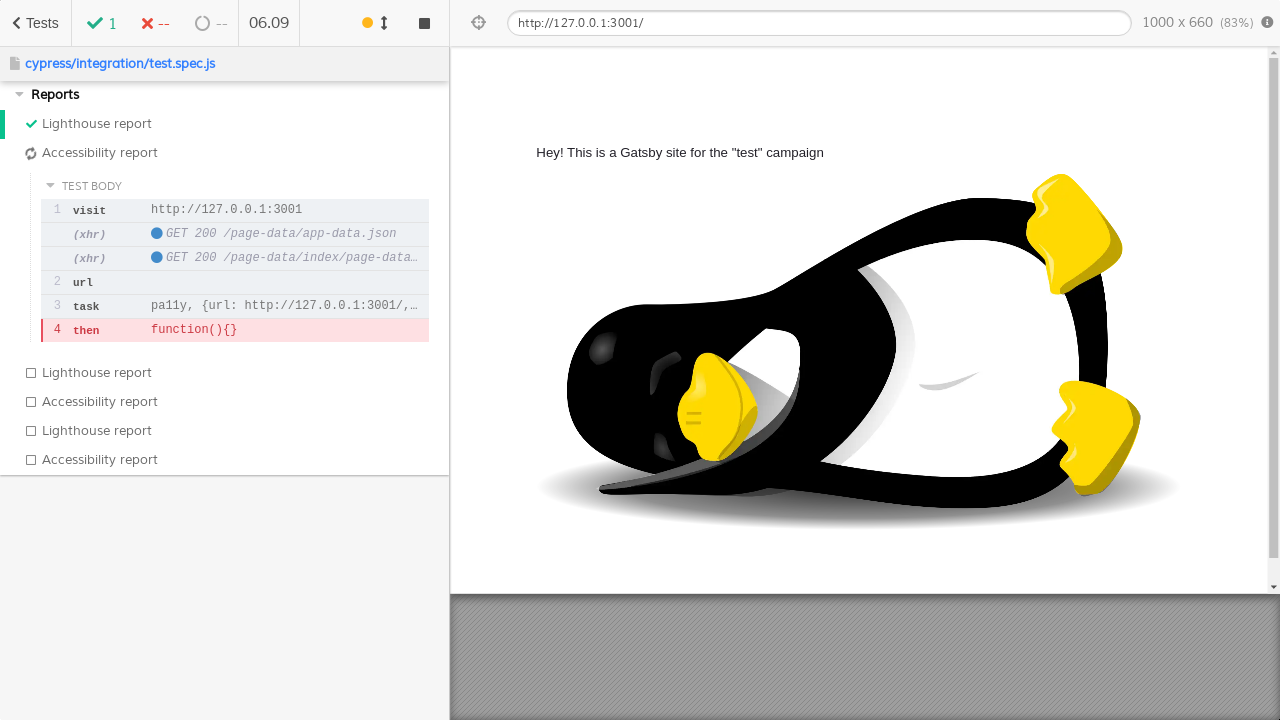 Tests
1
--
--
06.09
http://127.0.0.1:3001/
1000 x 660 (83%)
cypress/integration/test.spec.js
Reports
Lighthouse report
Accessibility report
TEST BODY
1 visit http://127.0.0.1:3001
(xhr) GET 200 /page-data/app-data.json
(xhr) GET 200 /page-data/index/page-data…
2 url
3 task pa11y, {url: http://127.0.0.1:3001/,…
4 then function(){}
Lighthouse report
Accessibility report
Lighthouse report
Accessibility report
Hey! This is a Gatsby site for the "test" campaign